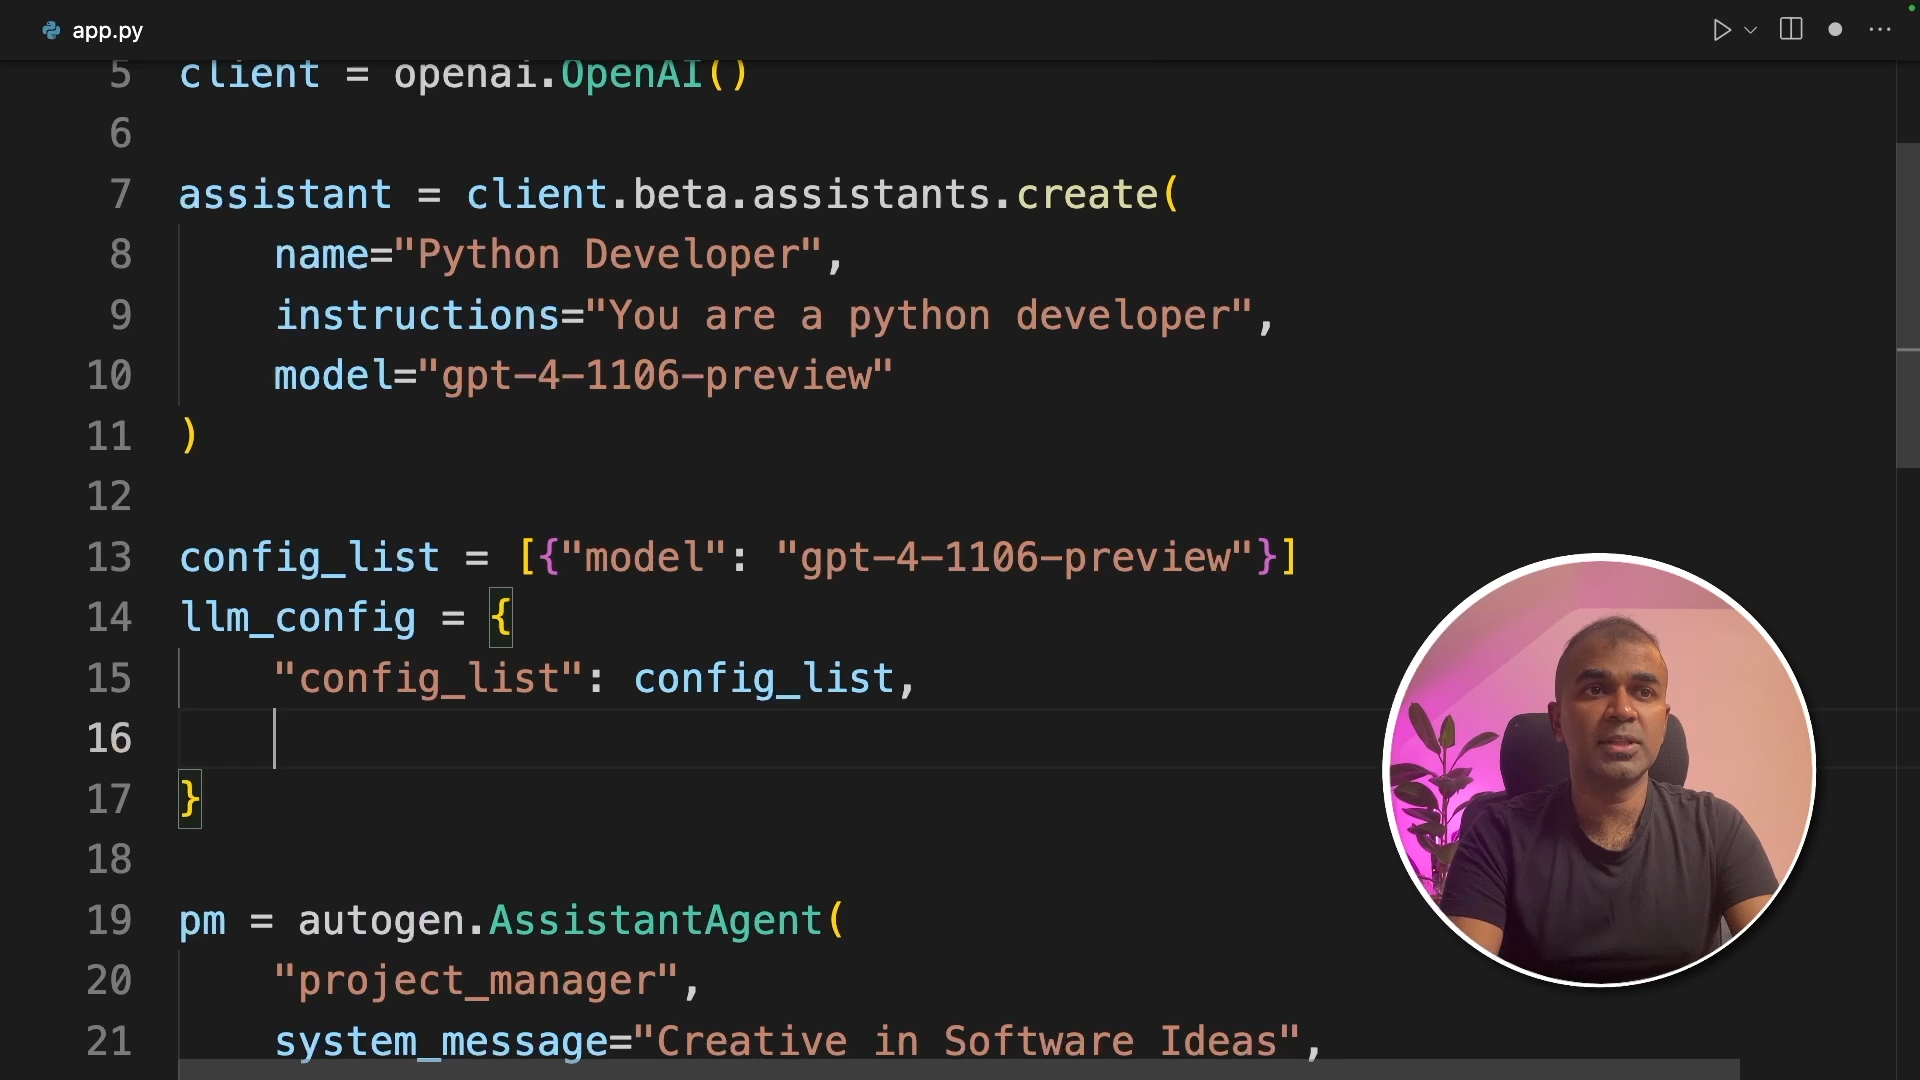 app.py
5 client = openai.OpenAI()
6
7 assistant = client.beta.assistants.create(
8     name="Python Developer",
9     instructions="You are a python developer",
10     model="gpt-4-1106-preview"
11 )
12
13 config_list = [{"model": "gpt-4-1106-preview"}]
14 llm_config = {
15     "config_list": config_list,
16
17 }
18
19 pm = autogen.AssistantAgent(
20     "project_manager",
21     system_message="Creative in Software Ideas",